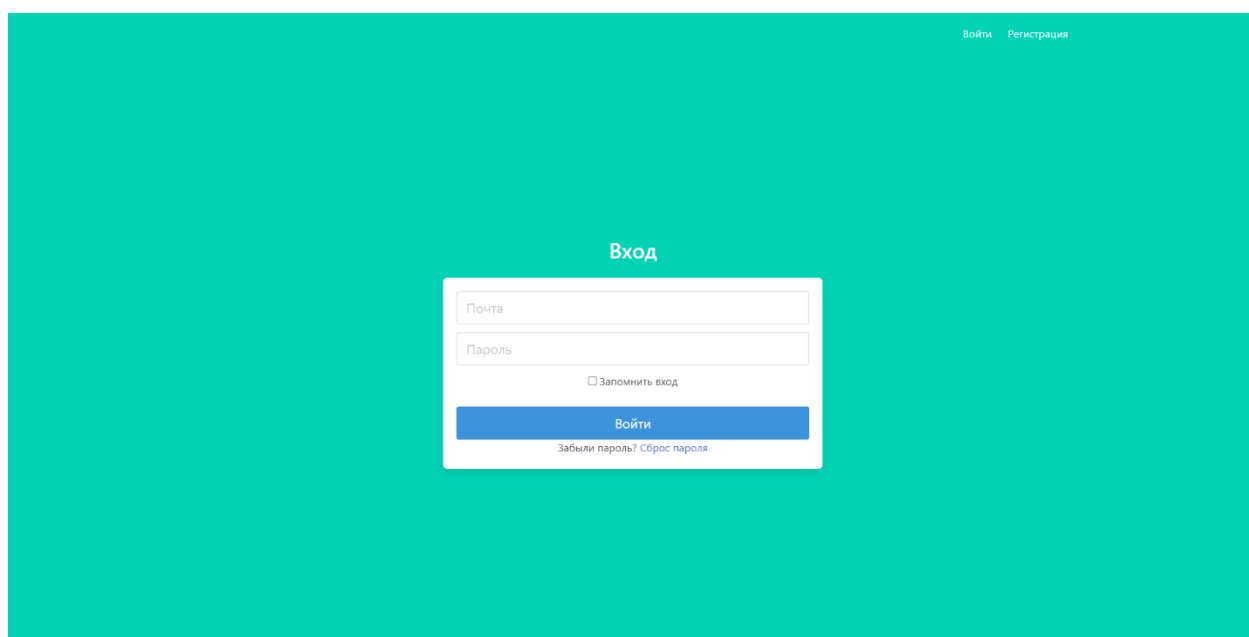 Войти Регистрация
Вход
Почта
Пароль
Запомнить вход
Войти
Забыли пароль? Сброс пароля